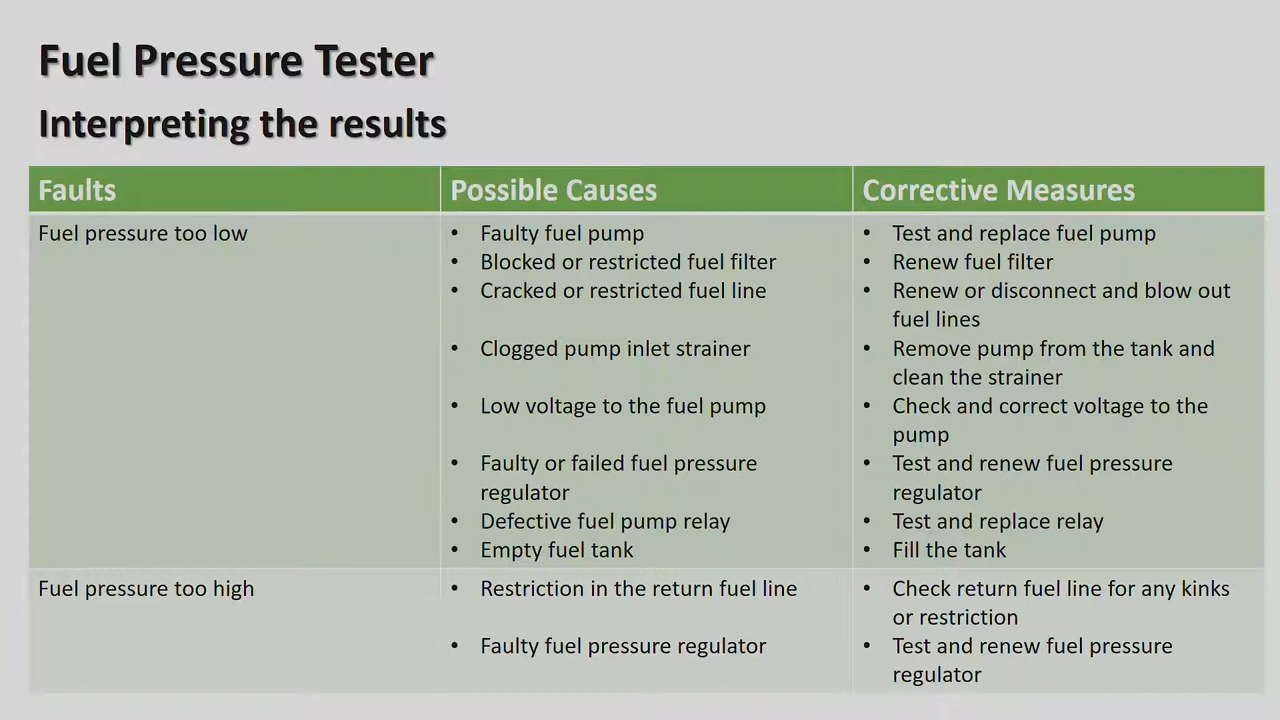 Fuel Pressure Tester
Interpreting the results
Faults
Possible Causes
Corrective Measures
Fuel pressure too low
• Faulty fuel pump
• Blocked or restricted fuel filter
• Cracked or restricted fuel line
• Clogged pump inlet strainer
• Low voltage to the fuel pump
• Faulty or failed fuel pressure
regulator
• Defective fuel pump relay
• Empty fuel tank
• Test and replace fuel pump
• Renew fuel filter
• Renew or disconnect and blow out
fuel lines
• Remove pump from the tank and
clean the strainer
• Check and correct voltage to the
pump
• Test and renew fuel pressure
regulator
• Test and replace relay
• Fill the tank
Fuel pressure too high
• Restriction in the return fuel line
• Faulty fuel pressure regulator
• Check return fuel line for any kinks
or restriction
• Test and renew fuel pressure
regulator